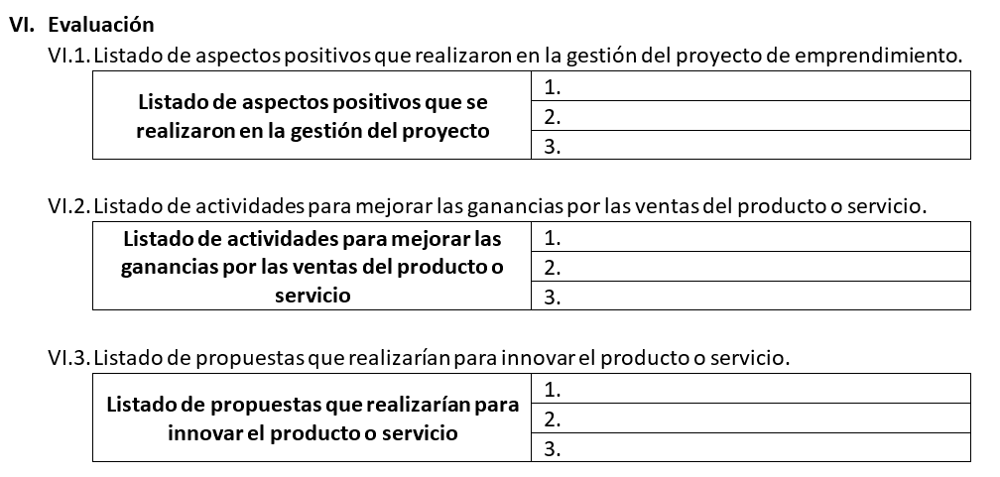 VI. Evaluación
VI.1. Listado de aspectos positivos que realizaron en la gestión del proyecto de emprendimiento.
Listado de aspectos positivos que se
realizaron en la gestión del proyecto
1.
2.
3.
VI.2. Listado de actividades para mejorar las ganancias por las ventas del producto o servicio.
Listado de actividades para mejorar las
ganancias por las ventas del producto o
servicio
1.
2.
3.
VI.3. Listado de propuestas que realizarían para innovar el producto o servicio.
Listado de propuestas que realizarían para
innovar el producto o servicio
1.
2.
3.